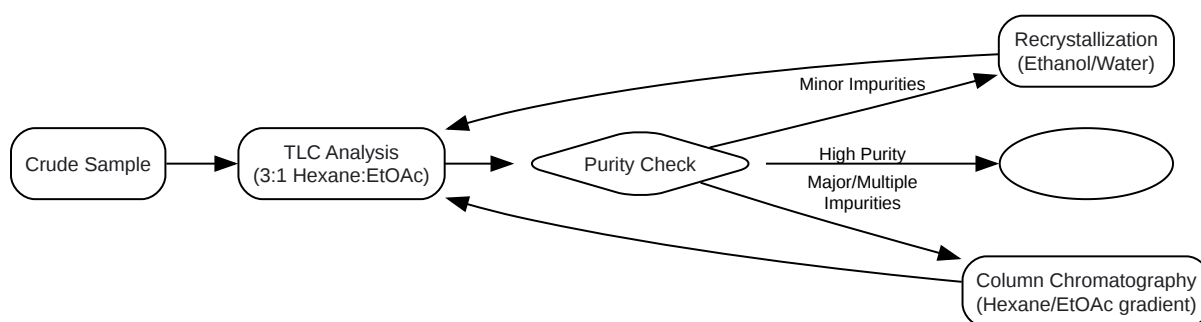 Crude Sample
TLC Analysis
(3:1 Hexane:EtOAc)
Purity Check
Minor Impurities
High Purity
Major/Multiple
Impurities
Recrystallization
(Ethanol/Water)
Column Chromatography
(Hexane/EtOAc gradient)